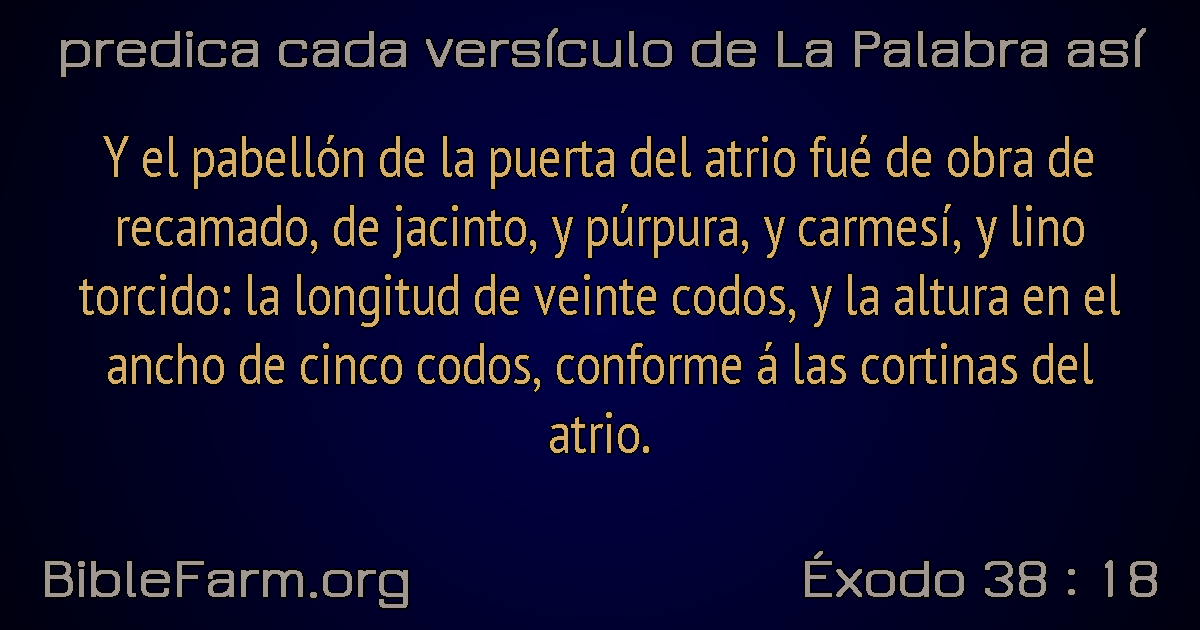 predica cada versículo de La Palabra así
Y el pabellón de la puerta del atrio fué de obra de
recamado, de jacinto, y púrpura, y carmesí, y lino
torcido: la longitud de veinte codos, y la altura en el
ancho de cinco codos, conforme á las cortinas del
atrio.
BibleFarm.org
Éxodo 38 : 18